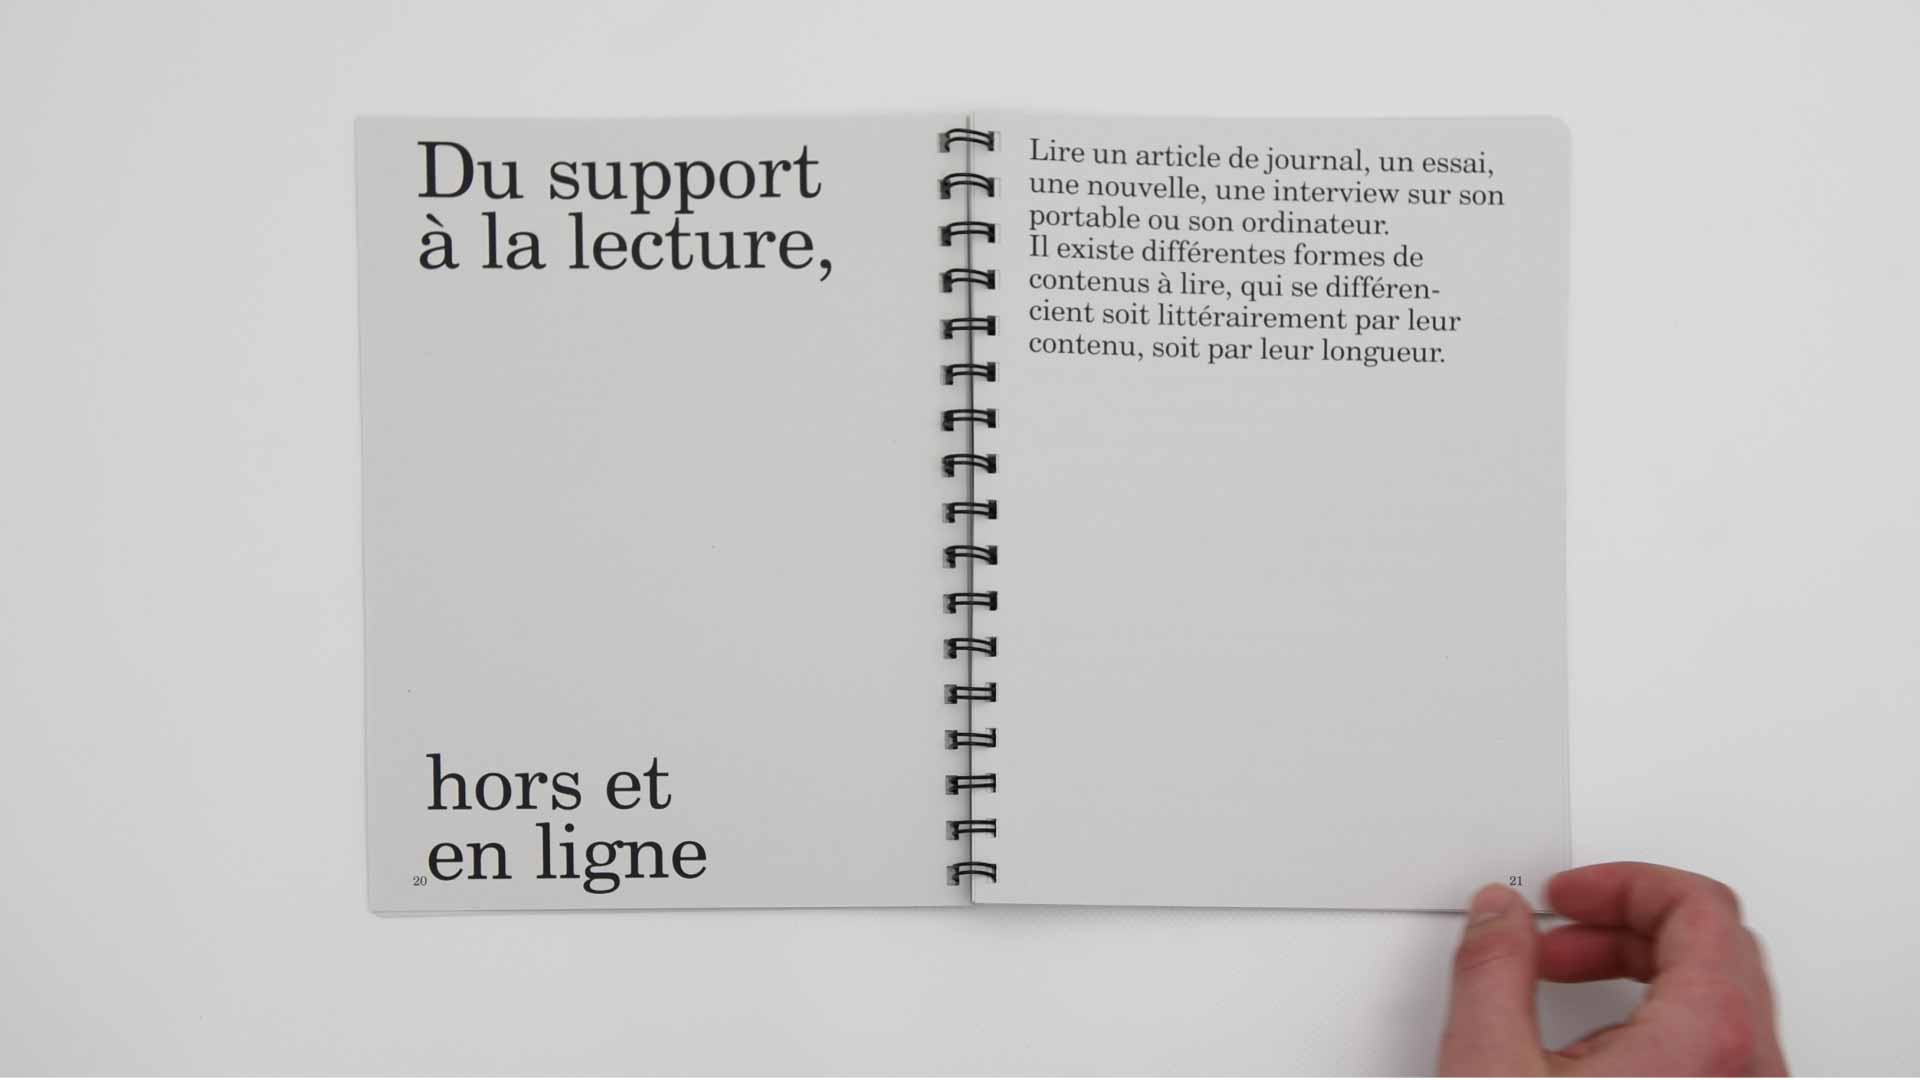 Du support
à la lecture,
hors et
en ligne
20
Lire un article de journal, un essai,
une nouvelle, une interview sur son
portable ou son ordinateur.
Il existe différentes formes de
contenus à lire, qui se différen-
cient soit littérairement par leur
contenu, soit par leur longueur.
21